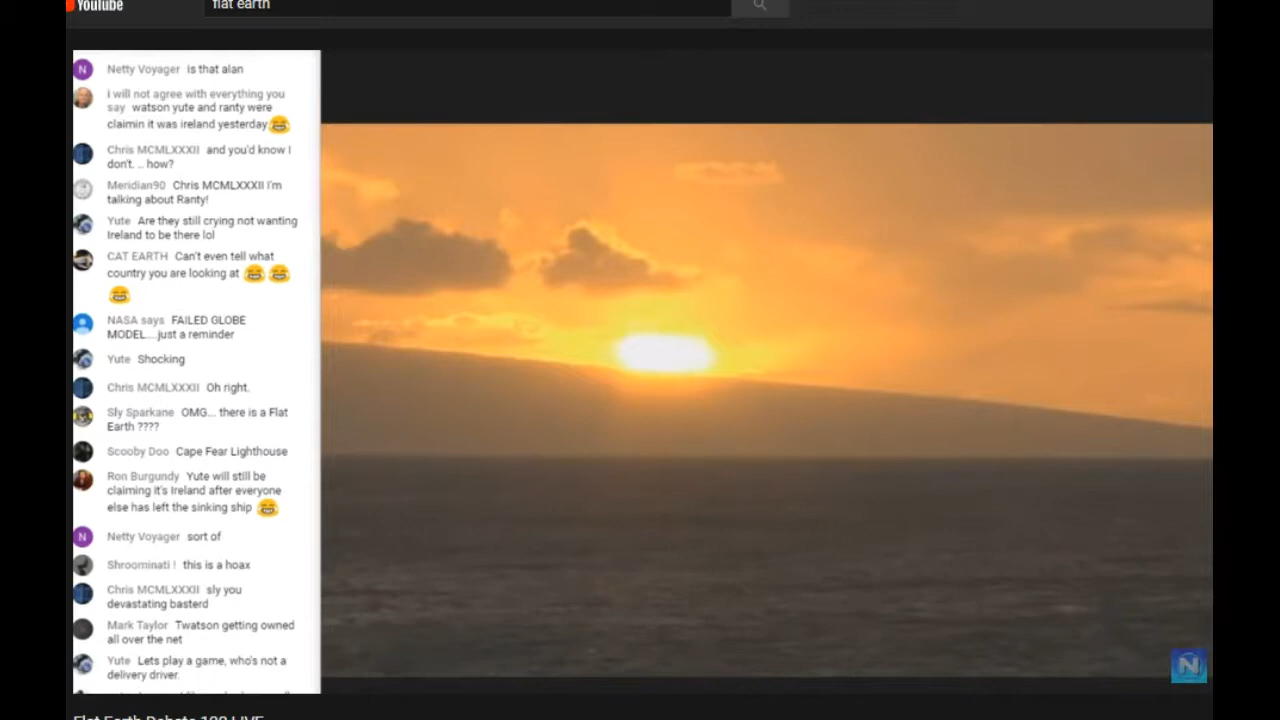 YouTube
flat earth
N Netty Voyager is that alan
i will not agree with everything you
say watson yute and ranty were
claimin it was ireland yesterday
Chris MCMLXXXII and you'd know I
don't. .. how?
Meridian90 Chris MCMLXXXII I'm
talking about Ranty!
Yute Are they still crying not wanting
Ireland to be there lol
CAT EARTH Can't even tell what
country you are looking at
NASA says FAILED GLOBE
MODEL....just a reminder
Yute Shocking
Chris MCMLXXXII Oh right.
Sly Sparkane OMG... there is a Flat
Earth ????
Scooby Doo Cape Fear Lighthouse
Ron Burgundy Yute will still be
claiming it's Ireland after everyone
else has left the sinking ship
N Netty Voyager sort of
Shroominati ! this is a hoax
Chris MCMLXXXII sly you
devastating basterd
Mark Taylor Twatson getting owned
all over the net
Yute Lets play a game, who's not a
delivery driver.
N
Flat Earth Debate LIVE